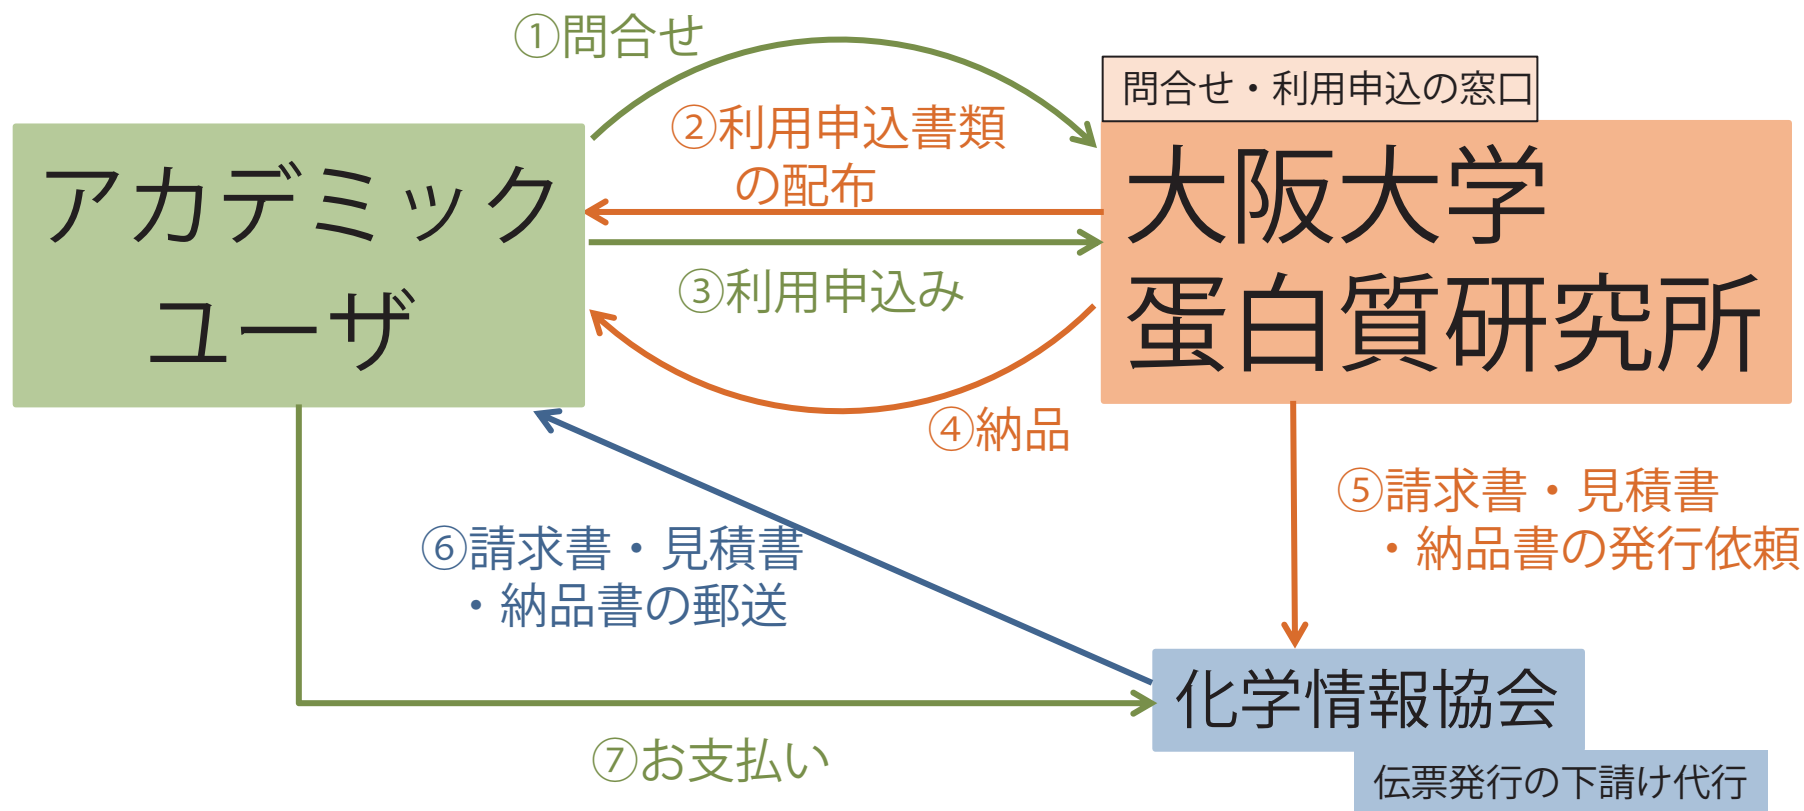 ①問合せ
問合せ・利用申込の窓口
②利用申込書類
の配布
アカデミック
ユーザ
大阪大学
蛋白質研究所
③利用申込み
④納品
⑤請求書・見積書
・納品書の発行依頼
⑥請求書・見積書
・納品書の郵送
化学情報協会
⑦お支払い
伝票発行の下請け代行